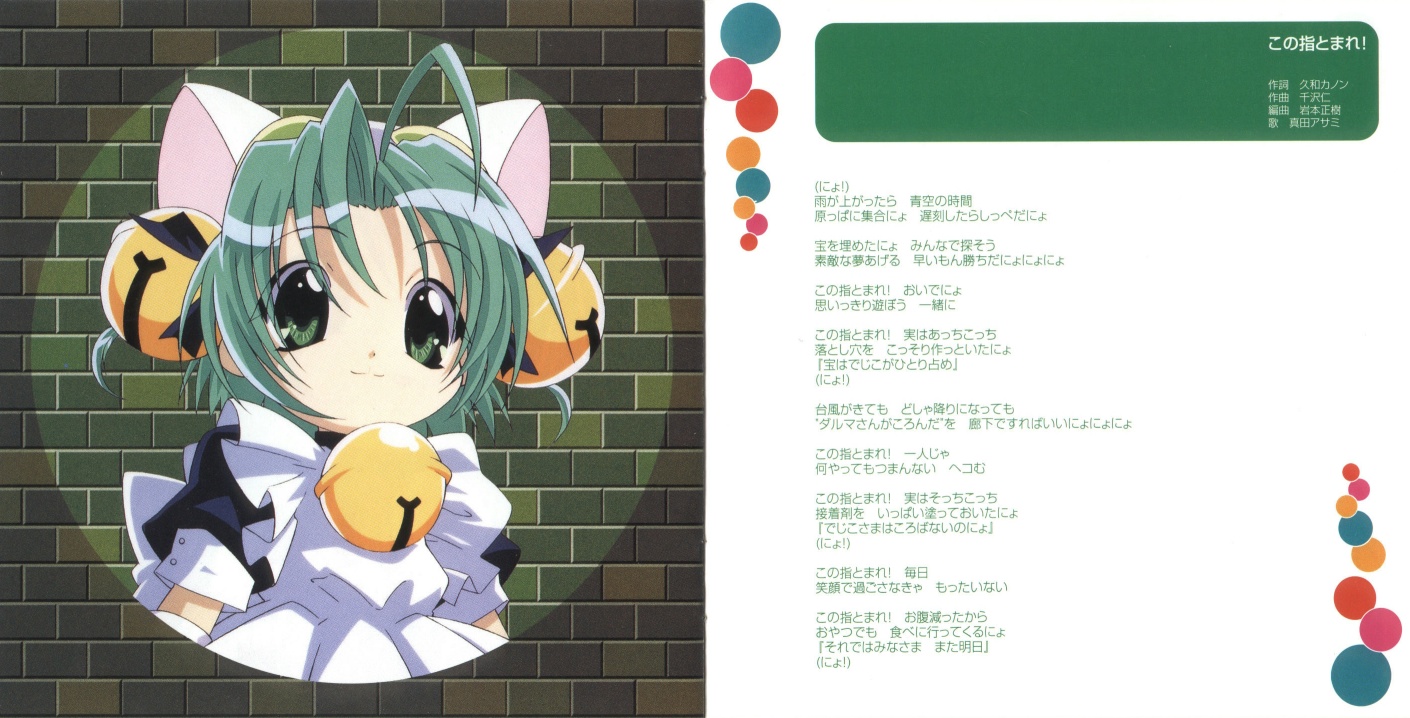 この指とまれ!
作詞　久和カノン
作曲　千沢仁
編曲　岩本正樹
歌　真田アサミ
(にょ!)
雨が上がったら　青空の時間
原っぱに集合にょ　遅刻したらしっぺだにょ
宝を埋めたにょ　みんなで探そう
素敵な夢あげる　早いもん勝ちだにょにょにょ
この指とまれ!　おいでにょ
思いっきり遊ぼう　一緒に
この指とまれ!　実はあっちこっち
落とし穴を　こっそり作っといたにょ
『宝はでじこがひとり占め』
(にょ!)
台風がきても　どしゃ降りになっても
"ダルマさんがころんだ"を　廊下ですればいいにょにょにょ
この指とまれ!　一人じゃ
何やってもつまんない　ヘコむ
この指とまれ!　実はそっちこっち
接着剤を　いっぱい塗っておいたにょ
『でじこさまはころばないのにょ』
(にょ!)
この指とまれ!　毎日
笑顔で過ごさなきゃ　もったいない
この指とまれ!　お腹減ったから
おやつでも　食べに行ってくるにょ
『それではみなさま　また明日』
(にょ!)